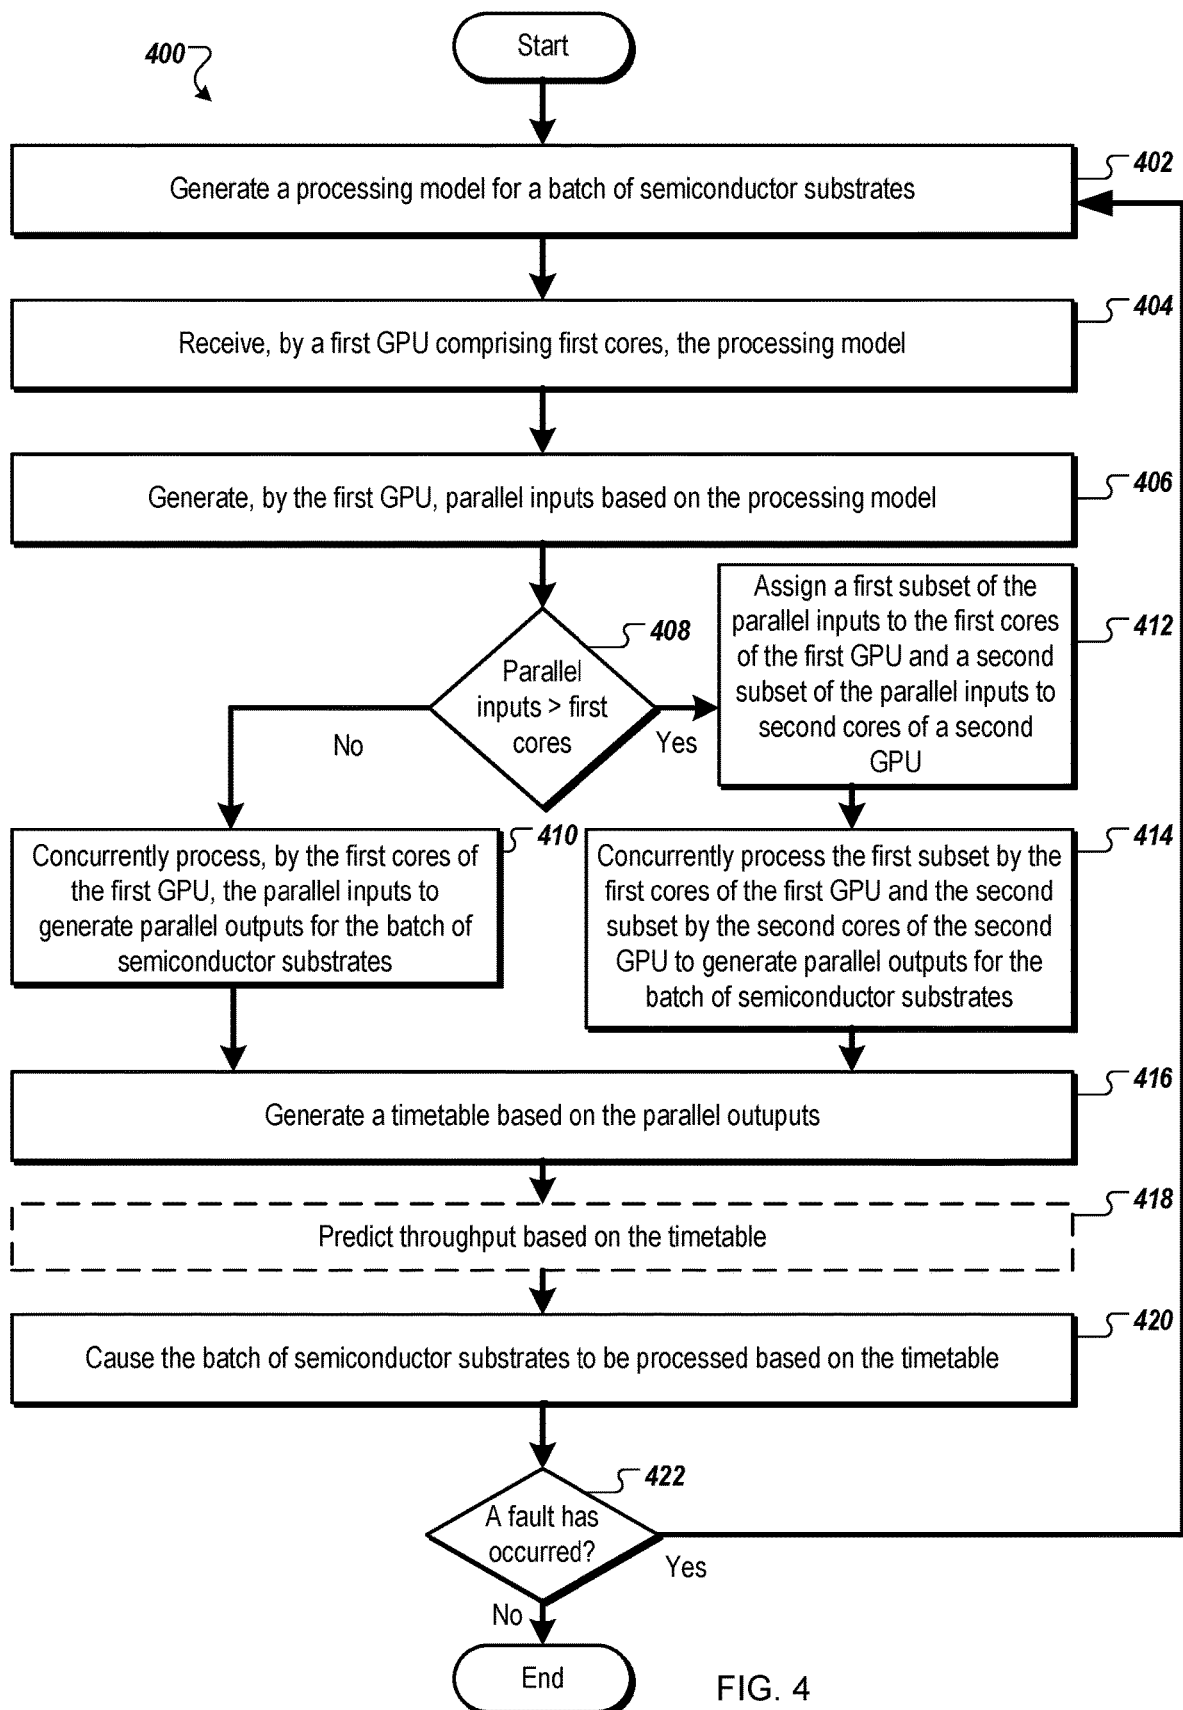 Start
400
402
Generate a processing model for a batch of semiconductor substrates
404
Receive, by a first GPU comprising first cores, the processing model
406
Generate, by the first GPU, parallel inputs based on the processing model
408
Parallel
inputs > first
cores
No
Yes
412
Assign a first subset of the
parallel inputs to the first cores
of the first GPU and a second
subset of the parallel inputs to
second cores of a second
GPU
410
Concurrently process, by the first cores of
the first GPU, the parallel inputs to
generate parallel outputs for the batch of
semiconductor substrates
414
Concurrently process the first subset by the
first cores of the first GPU and the second
subset by the second cores of the second
GPU to generate parallel outputs for the
batch of semiconductor substrates
416
Generate a timetable based on the parallel outuputs
418
Predict throughput based on the timetable
420
Cause the batch of semiconductor substrates to be processed based on the timetable
422
A fault has
occurred?
Yes
No
End
FIG. 4